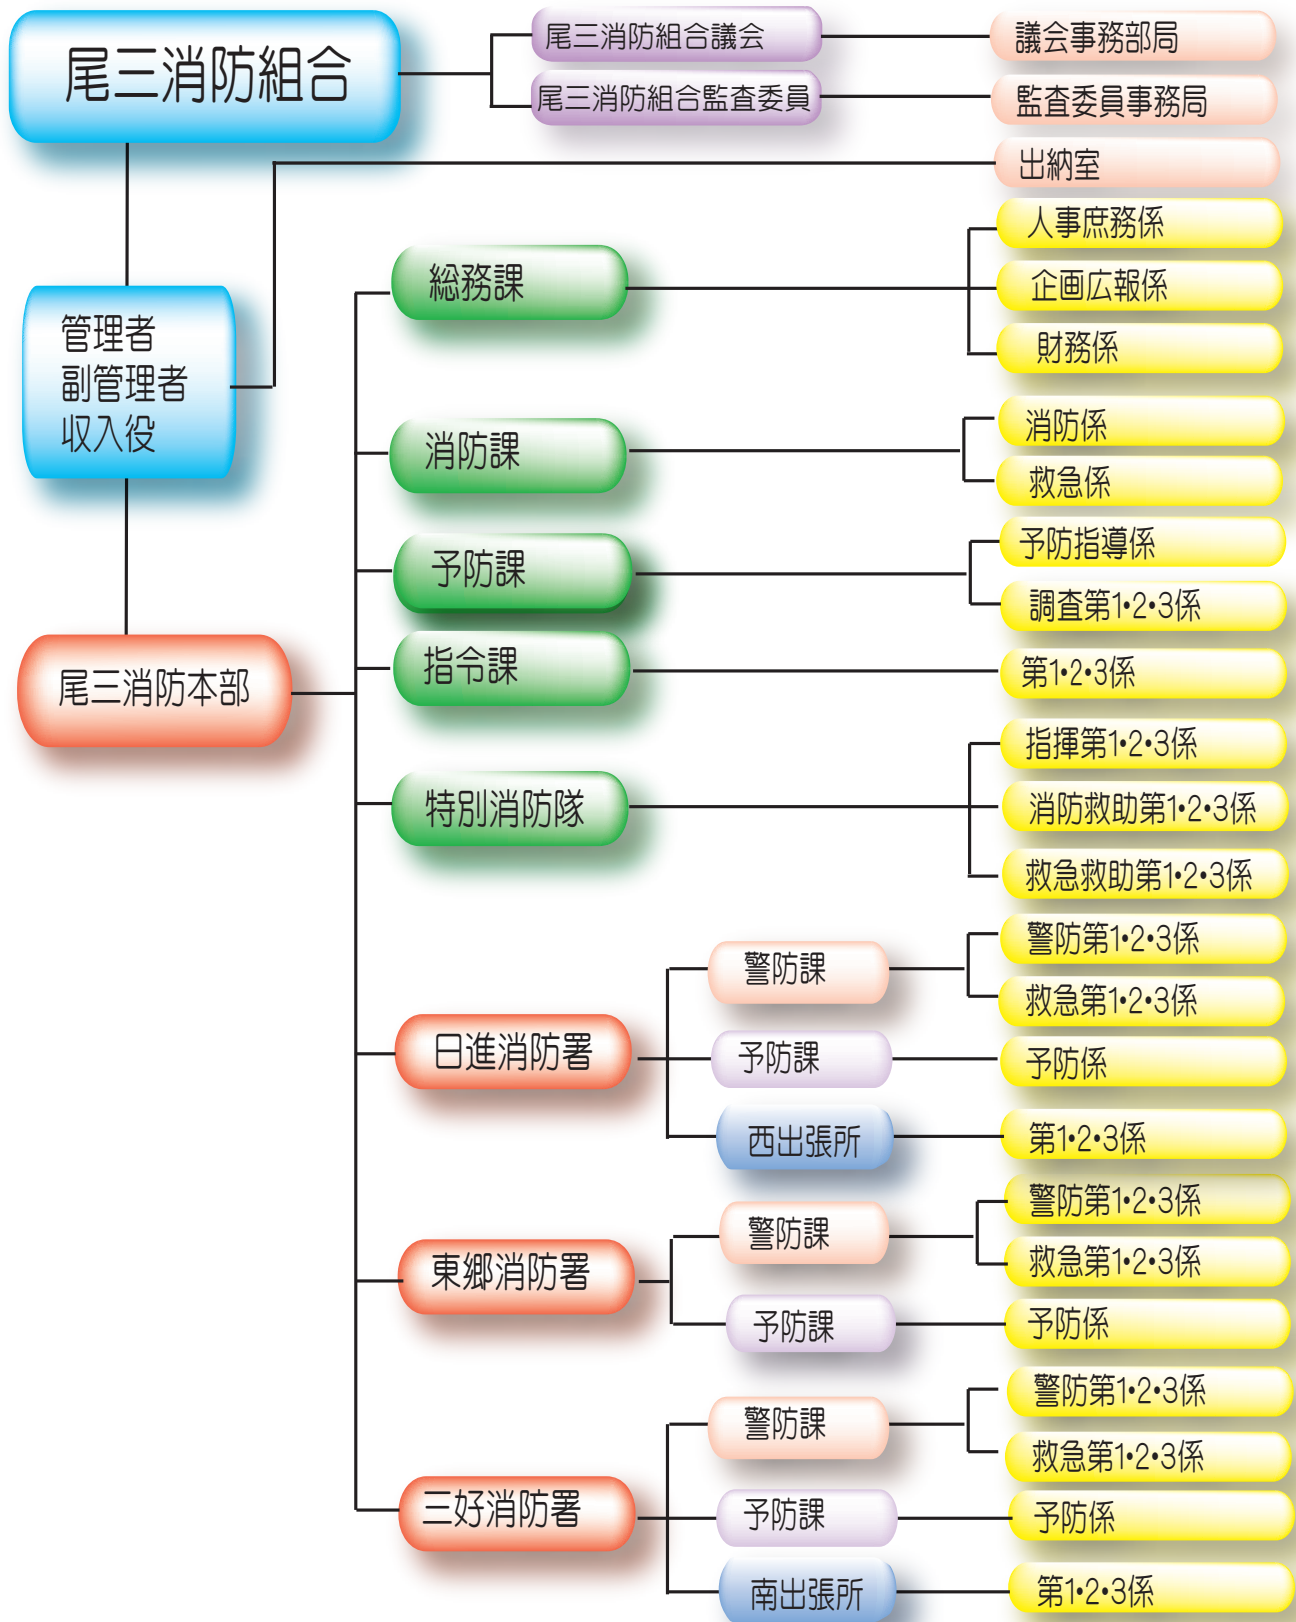 尾三消防組合
尾三消防組合議会
議会事務部局
尾三消防組合監査委員
監査委員事務局
出納室
管理者
副管理者
収入役
尾三消防本部
総務課
人事庶務係
企画広報係
財務係
消防課
消防係
救急係
予防課
予防指導係
調査第1・2・3係
指令課
第1・2・3係
特別消防隊
指揮第1・2・3係
消防救助第1・2・3係
救急救助第1・2・3係
日進消防署
警防課
警防第1・2・3係
救急第1・2・3係
予防課
予防係
西出張所
第1・2・3係
東郷消防署
警防課
警防第1・2・3係
救急第1・2・3係
予防課
予防係
三好消防署
警防課
警防第1・2・3係
救急第1・2・3係
予防課
予防係
南出張所
第1・2・3係